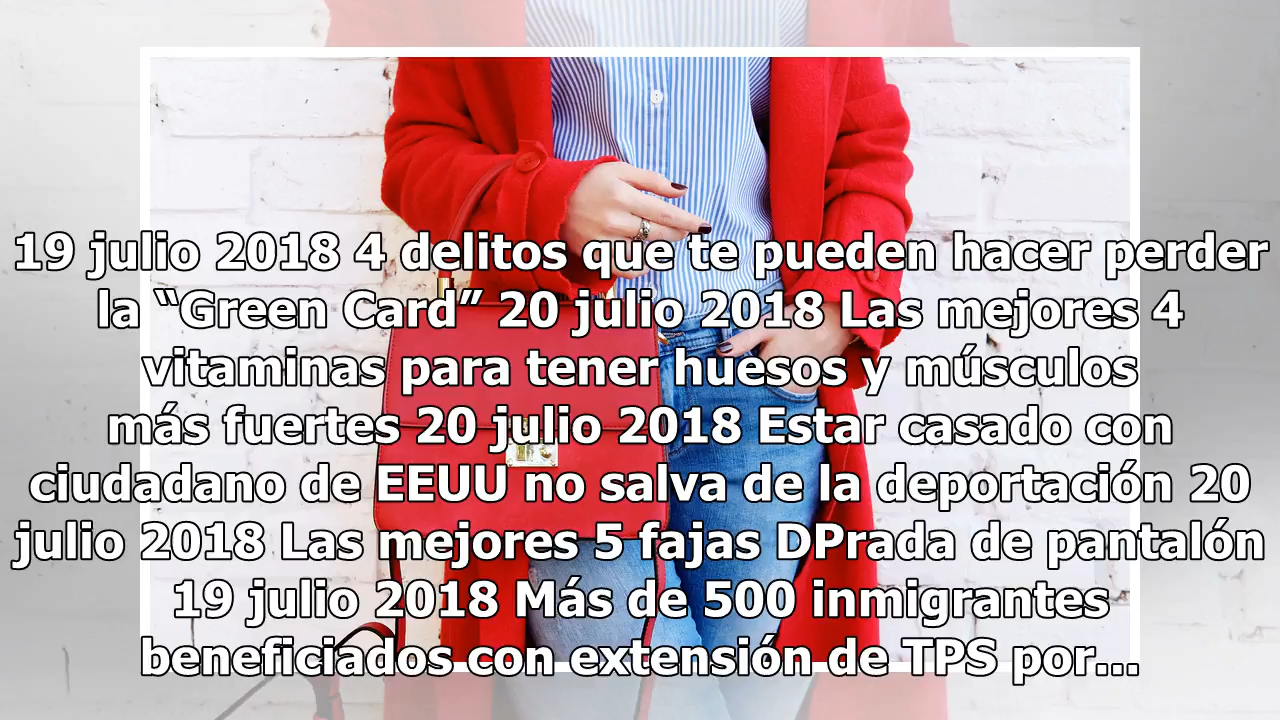 19 julio 2018 4 delitos que te pueden hacer perder
la “Green Card” 20 julio 2018 Las mejores 4
vitaminas para tener huesos y músculos
más fuertes 20 julio 2018 Estar casado con
ciudadano de EEUU no salva de la deportación 20
julio 2018 Las mejores 5 fajas DPrada de pantalón
19 julio 2018 Más de 500 inmigrantes
beneficiados con extensión de TPS por...